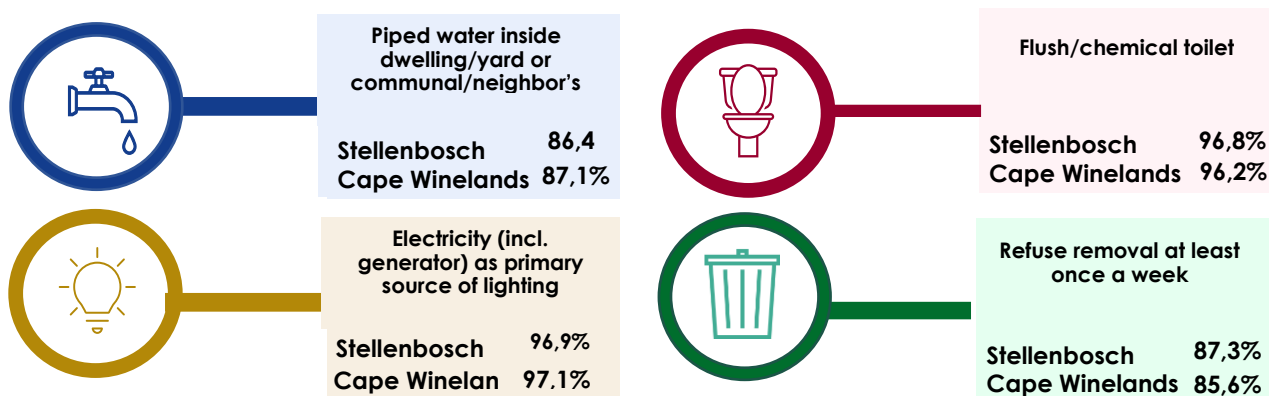 Piped water inside
dwelling/yard or
communal/neighbor's
Stellenbosch 86,4
Cape Winelands 87,1%
Flush/chemical toilet
Stellenbosch 96,8%
Cape Winelands 96,2%
Electricity (incl.
generator) as primary
source of lighting
Stellenbosch 96,9%
Cape Winelan 97,1%
Refuse removal at least
once a week
Stellenbosch 87,3%
Cape Winelands 85,6%